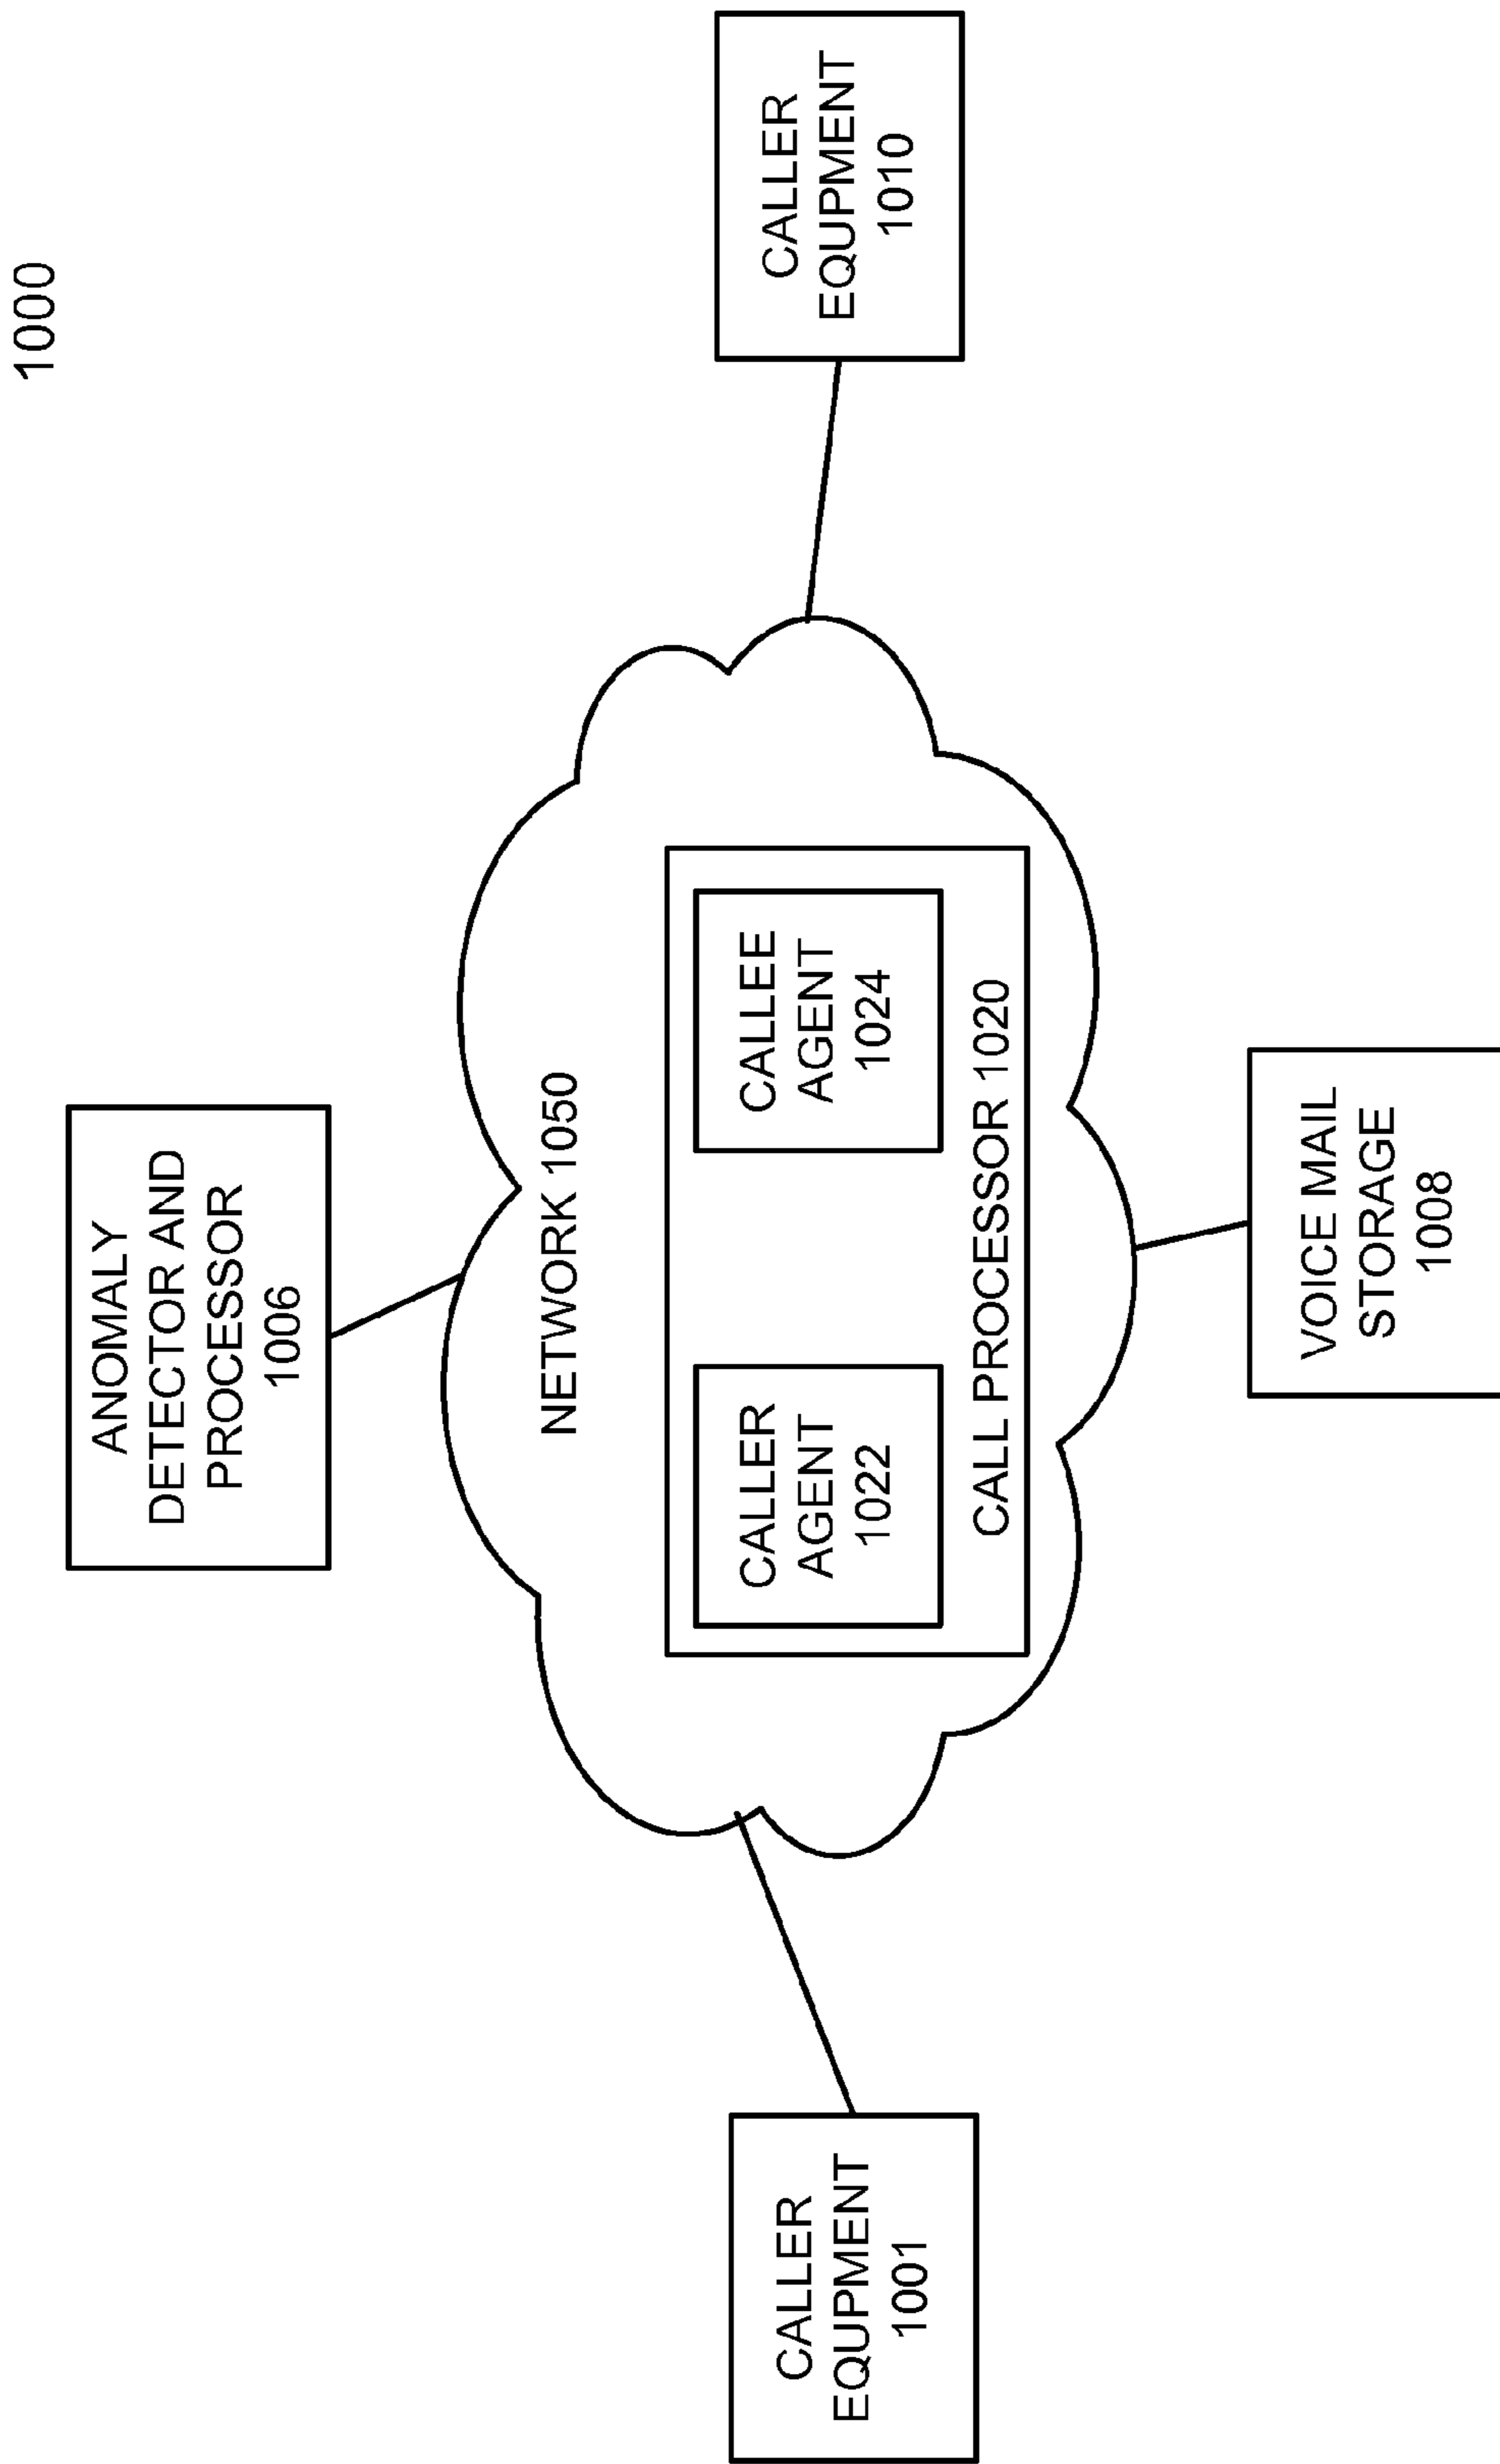 1000
ANOMALY
DETECTOR AND
PROCESSOR
1006
NETWORK 1050
CALLER
AGENT
1022
CALLEE
AGENT
1024
CALL PROCESSOR 1020
CALLER
EQUPMENT
1001
CALLER
EQUPMENT
1010
VOICE MAIL
STORAGE
1008